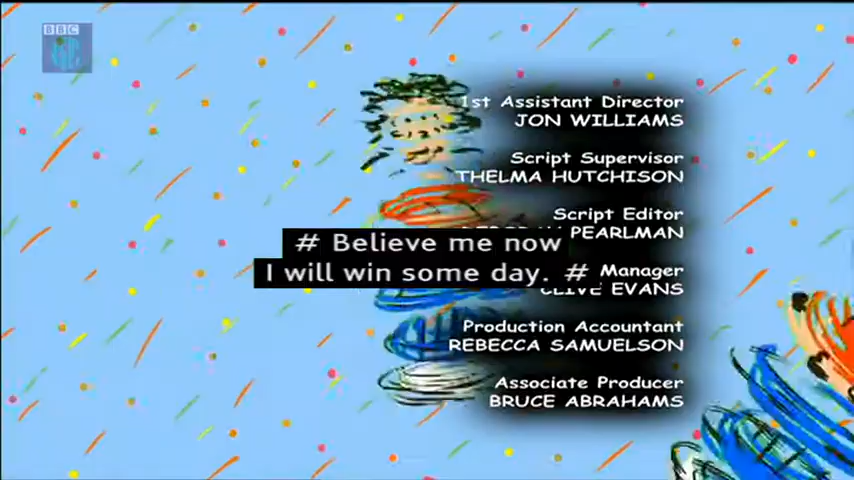 BBC
1st Assistant Director
JON WILLIAMS
Script Supervisor
THELMA HUTCHISON
Script Editor
PEARLMAN
# Believe me now
I will win some day. #
Manager
CLIVE EVANS
Production Accountant
REBECCA SAMUELSON
Associate Producer
BRUCE ABRAHAMS